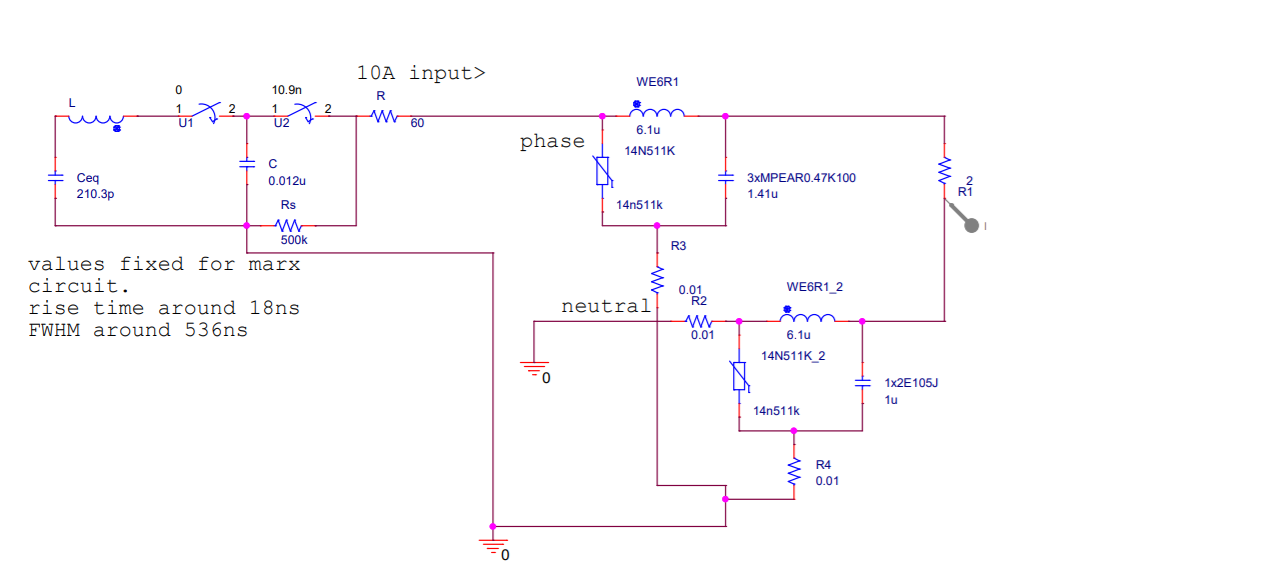 10A input>
WE6R1
L
0
10.9n
R
1
2
1
2
U1
U2
60
6.1u
phase
14N511K
C
0.012u
Ceq
210.3p
3xMPEAR0.47K100
1.41u
2
R1
Rs
14n511k
I
500k
R3
values fixed for marx
circuit.
rise time around 18ns
FWHM around 536ns
0.01
neutral
R2
0.01
WE6R1_2
6.1u
14N511K_2
0
1x2E105J
1u
14n511k
R4
0.01
0